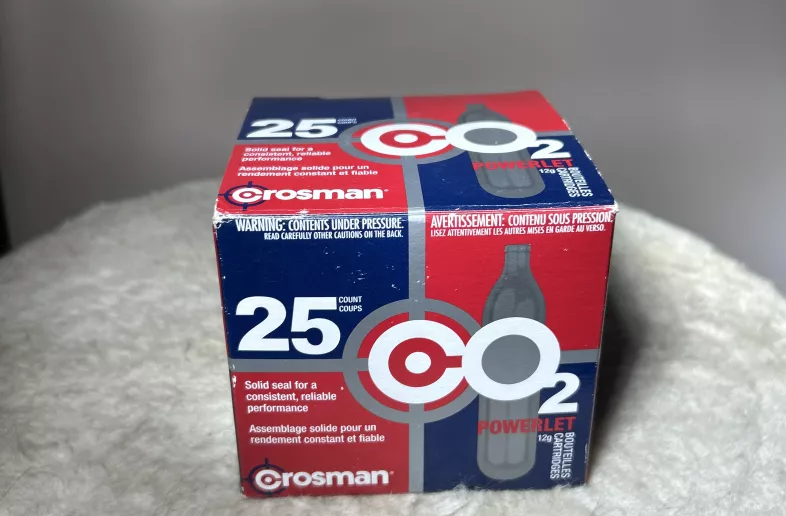 25 COUNT
COUPS
CO2
Solid seal for a
consistent, reliable
performance
POWERLET
Assemblage solide pour un
rendement constant et fiable
12g BOUTEILLES
CARTRIDGES
Crosman®
WARNING: CONTENTS UNDER PRESSURE.
READ CAREFULLY OTHER CAUTIONS ON THE BACK.
AVERTISSEMENT: CONTENU SOUS PRESSION.
LISEZ ATTENTIVEMENT LES AUTRES MISES EN GARDE AU VERSO.
25 COUNT
COUPS
CO2
Solid seal for a
consistent, reliable
performance
Assemblage solide pour un
rendement constant et fiable
POWERLET
12g BOUTEILLES
CARTRIDGES
Crosman®